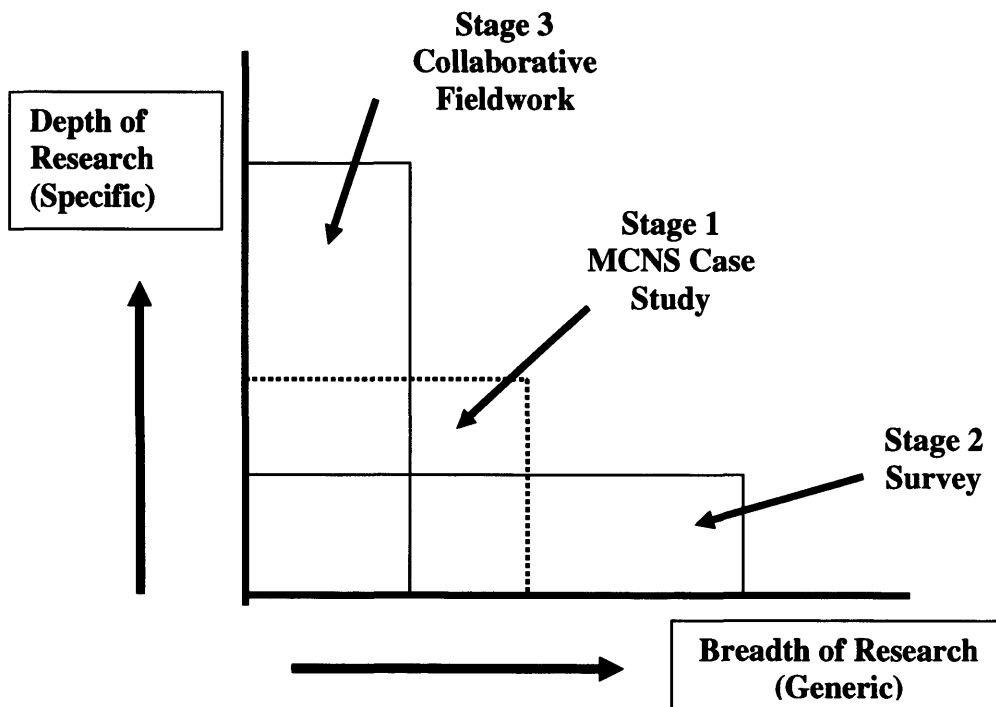 Stage 3
Collaborative
Fieldwork
Depth of
Research
(Specific)
Stage 1
MCNS Case
Study
Stage 2
Survey
Breadth of Research
(Generic)